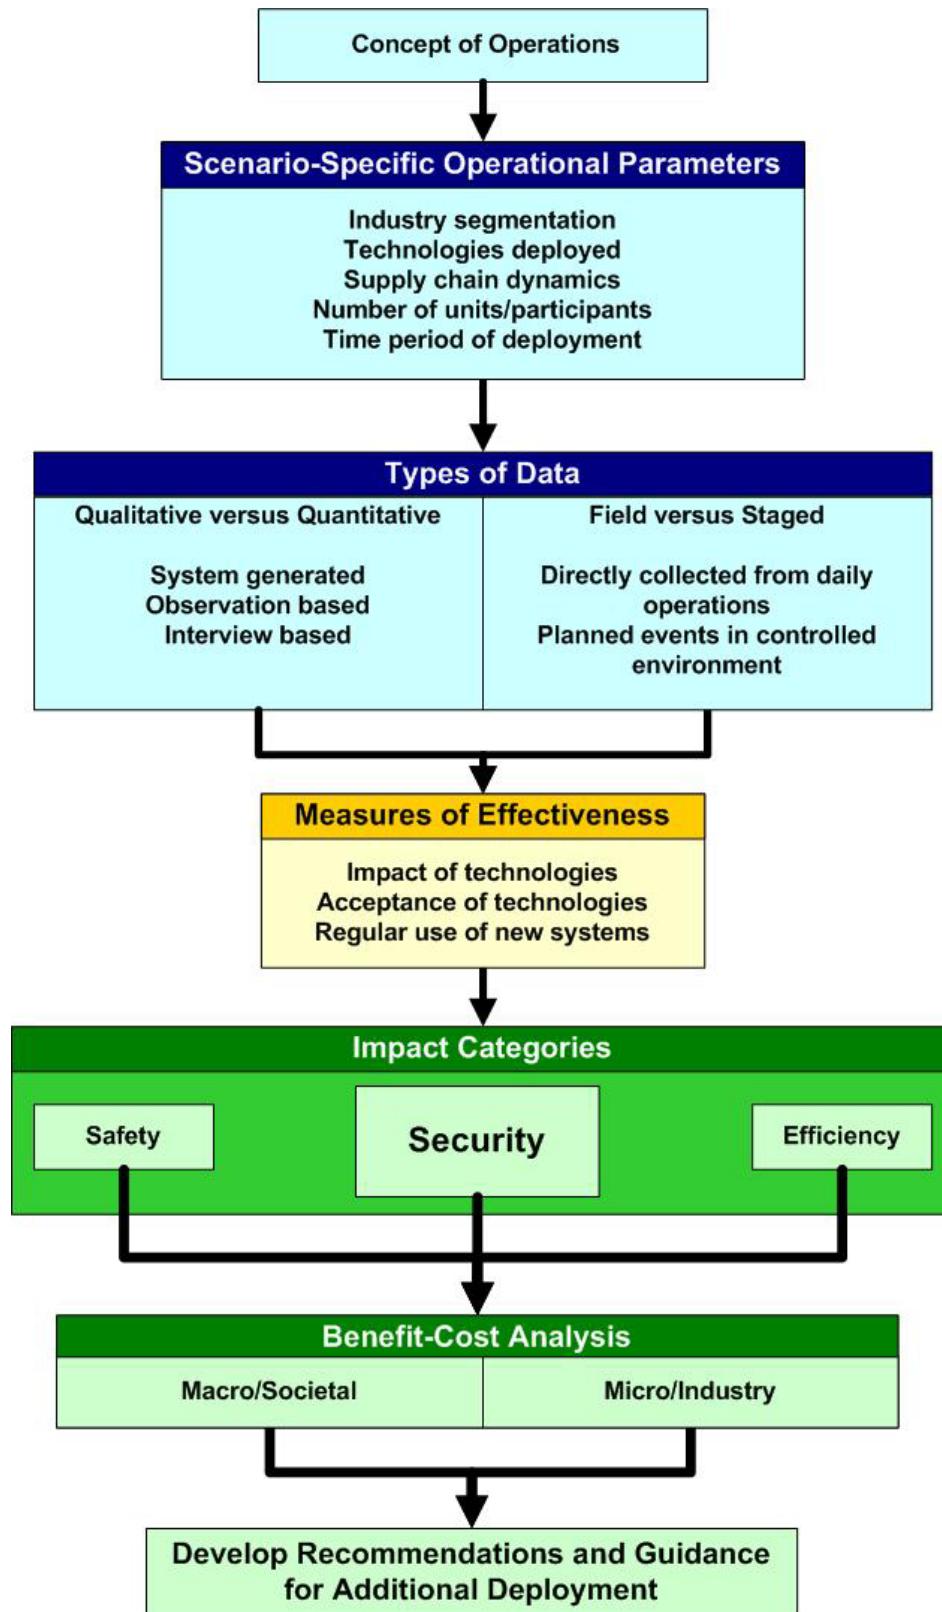 Concept of Operations
Scenario-Specific Operational Parameters
Industry segmentation
Technologies deployed
Supply chain dynamics
Number of units/participants
Time period of deployment
Types of Data
Qualitative versus Quantitative
System generated
Observation based
Interview based
Field versus Staged
Directly collected from daily
operations
Planned events in controlled
environment
Measures of Effectiveness
Impact of technologies
Acceptance of technologies
Regular use of new systems
Impact Categories
Safety
Security
Efficiency
Benefit-Cost Analysis
Macro/Societal
Micro/Industry
Develop Recommendations and Guidance
for Additional Deployment